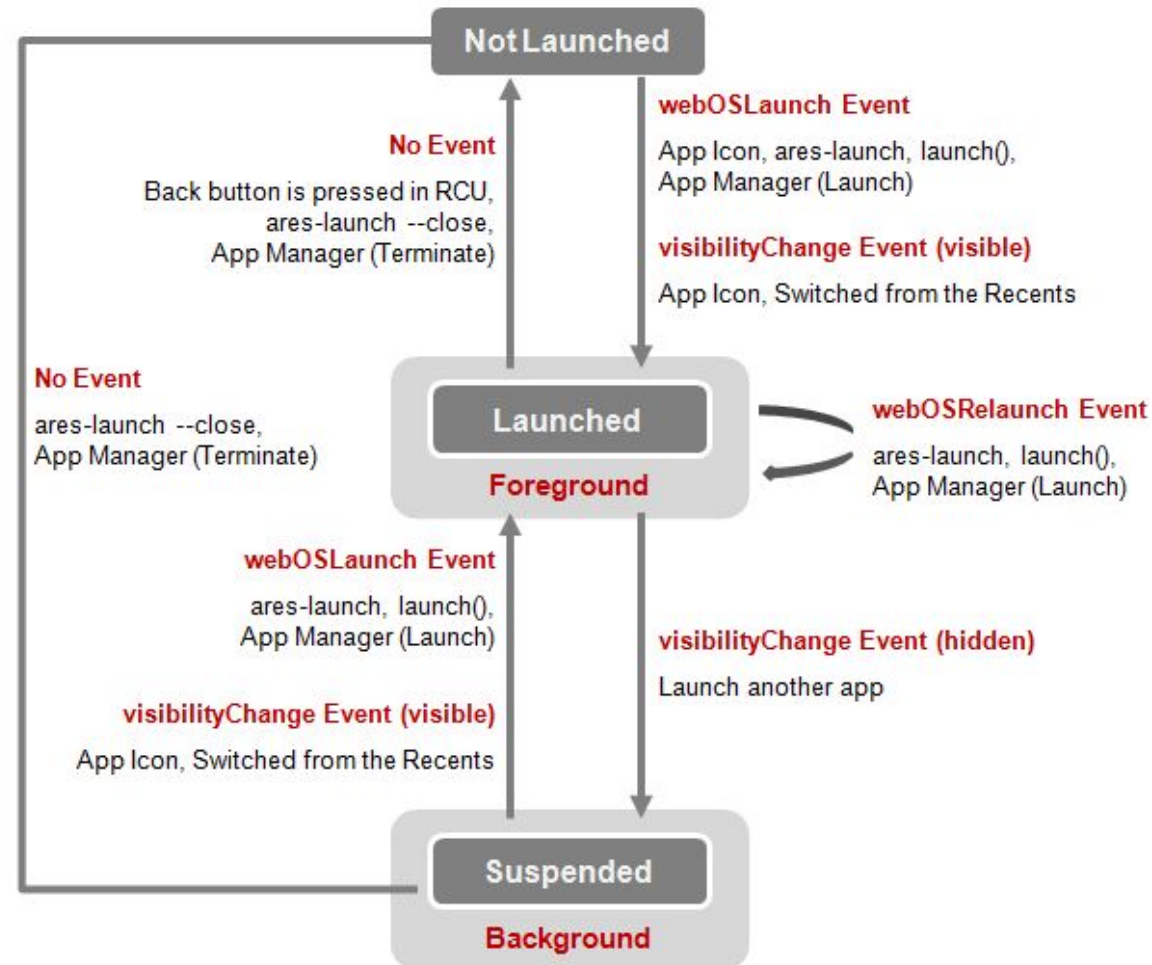 Not Launched
webOSLaunch Event
App Icon, ares-launch, launch(),
App Manager (Launch)
visibilityChange Event (visible)
App Icon, Switched from the Recents
No Event
Back button is pressed in RCU,
ares-launch --close,
App Manager (Terminate)
No Event
ares-launch --close,
App Manager (Terminate)
Launched
Foreground
webOSRelaunch Event
ares-launch, launch(),
App Manager (Launch)
webOSLaunch Event
ares-launch, launch(),
App Manager (Launch)
visibilityChange Event (visible)
App Icon, Switched from the Recents
visibilityChange Event (hidden)
Launch another app
Suspended
Background